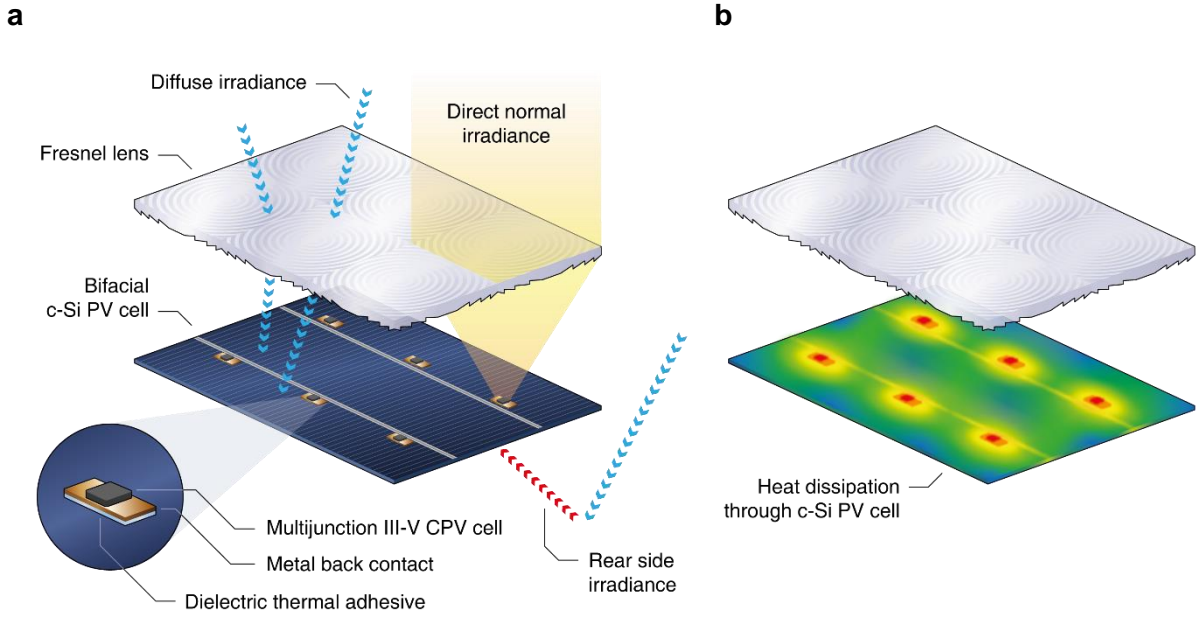 a
Diffuse irradiance
Direct normal
irradiance
Fresnel lens
Bifacial
c-Si PV cell
Multijunction III-V CPV cell
Metal back contact
Dielectric thermal adhesive
Rear side
irradiance
b
Heat dissipation
through c-Si PV cell